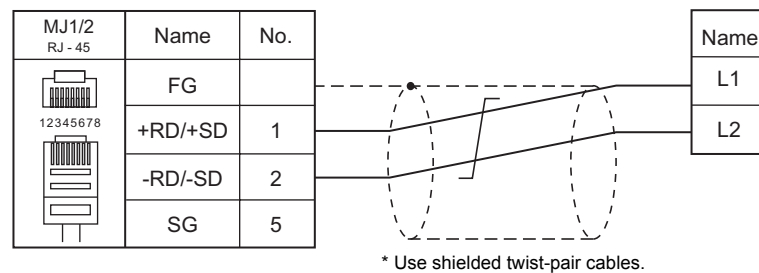 MJ1/2 Name No. Name
RJ - 45
FG L1
12345678
+RD/+SD 1 L2
-RD/-SD 2
SG 5
* Use shielded twist-pair cables.